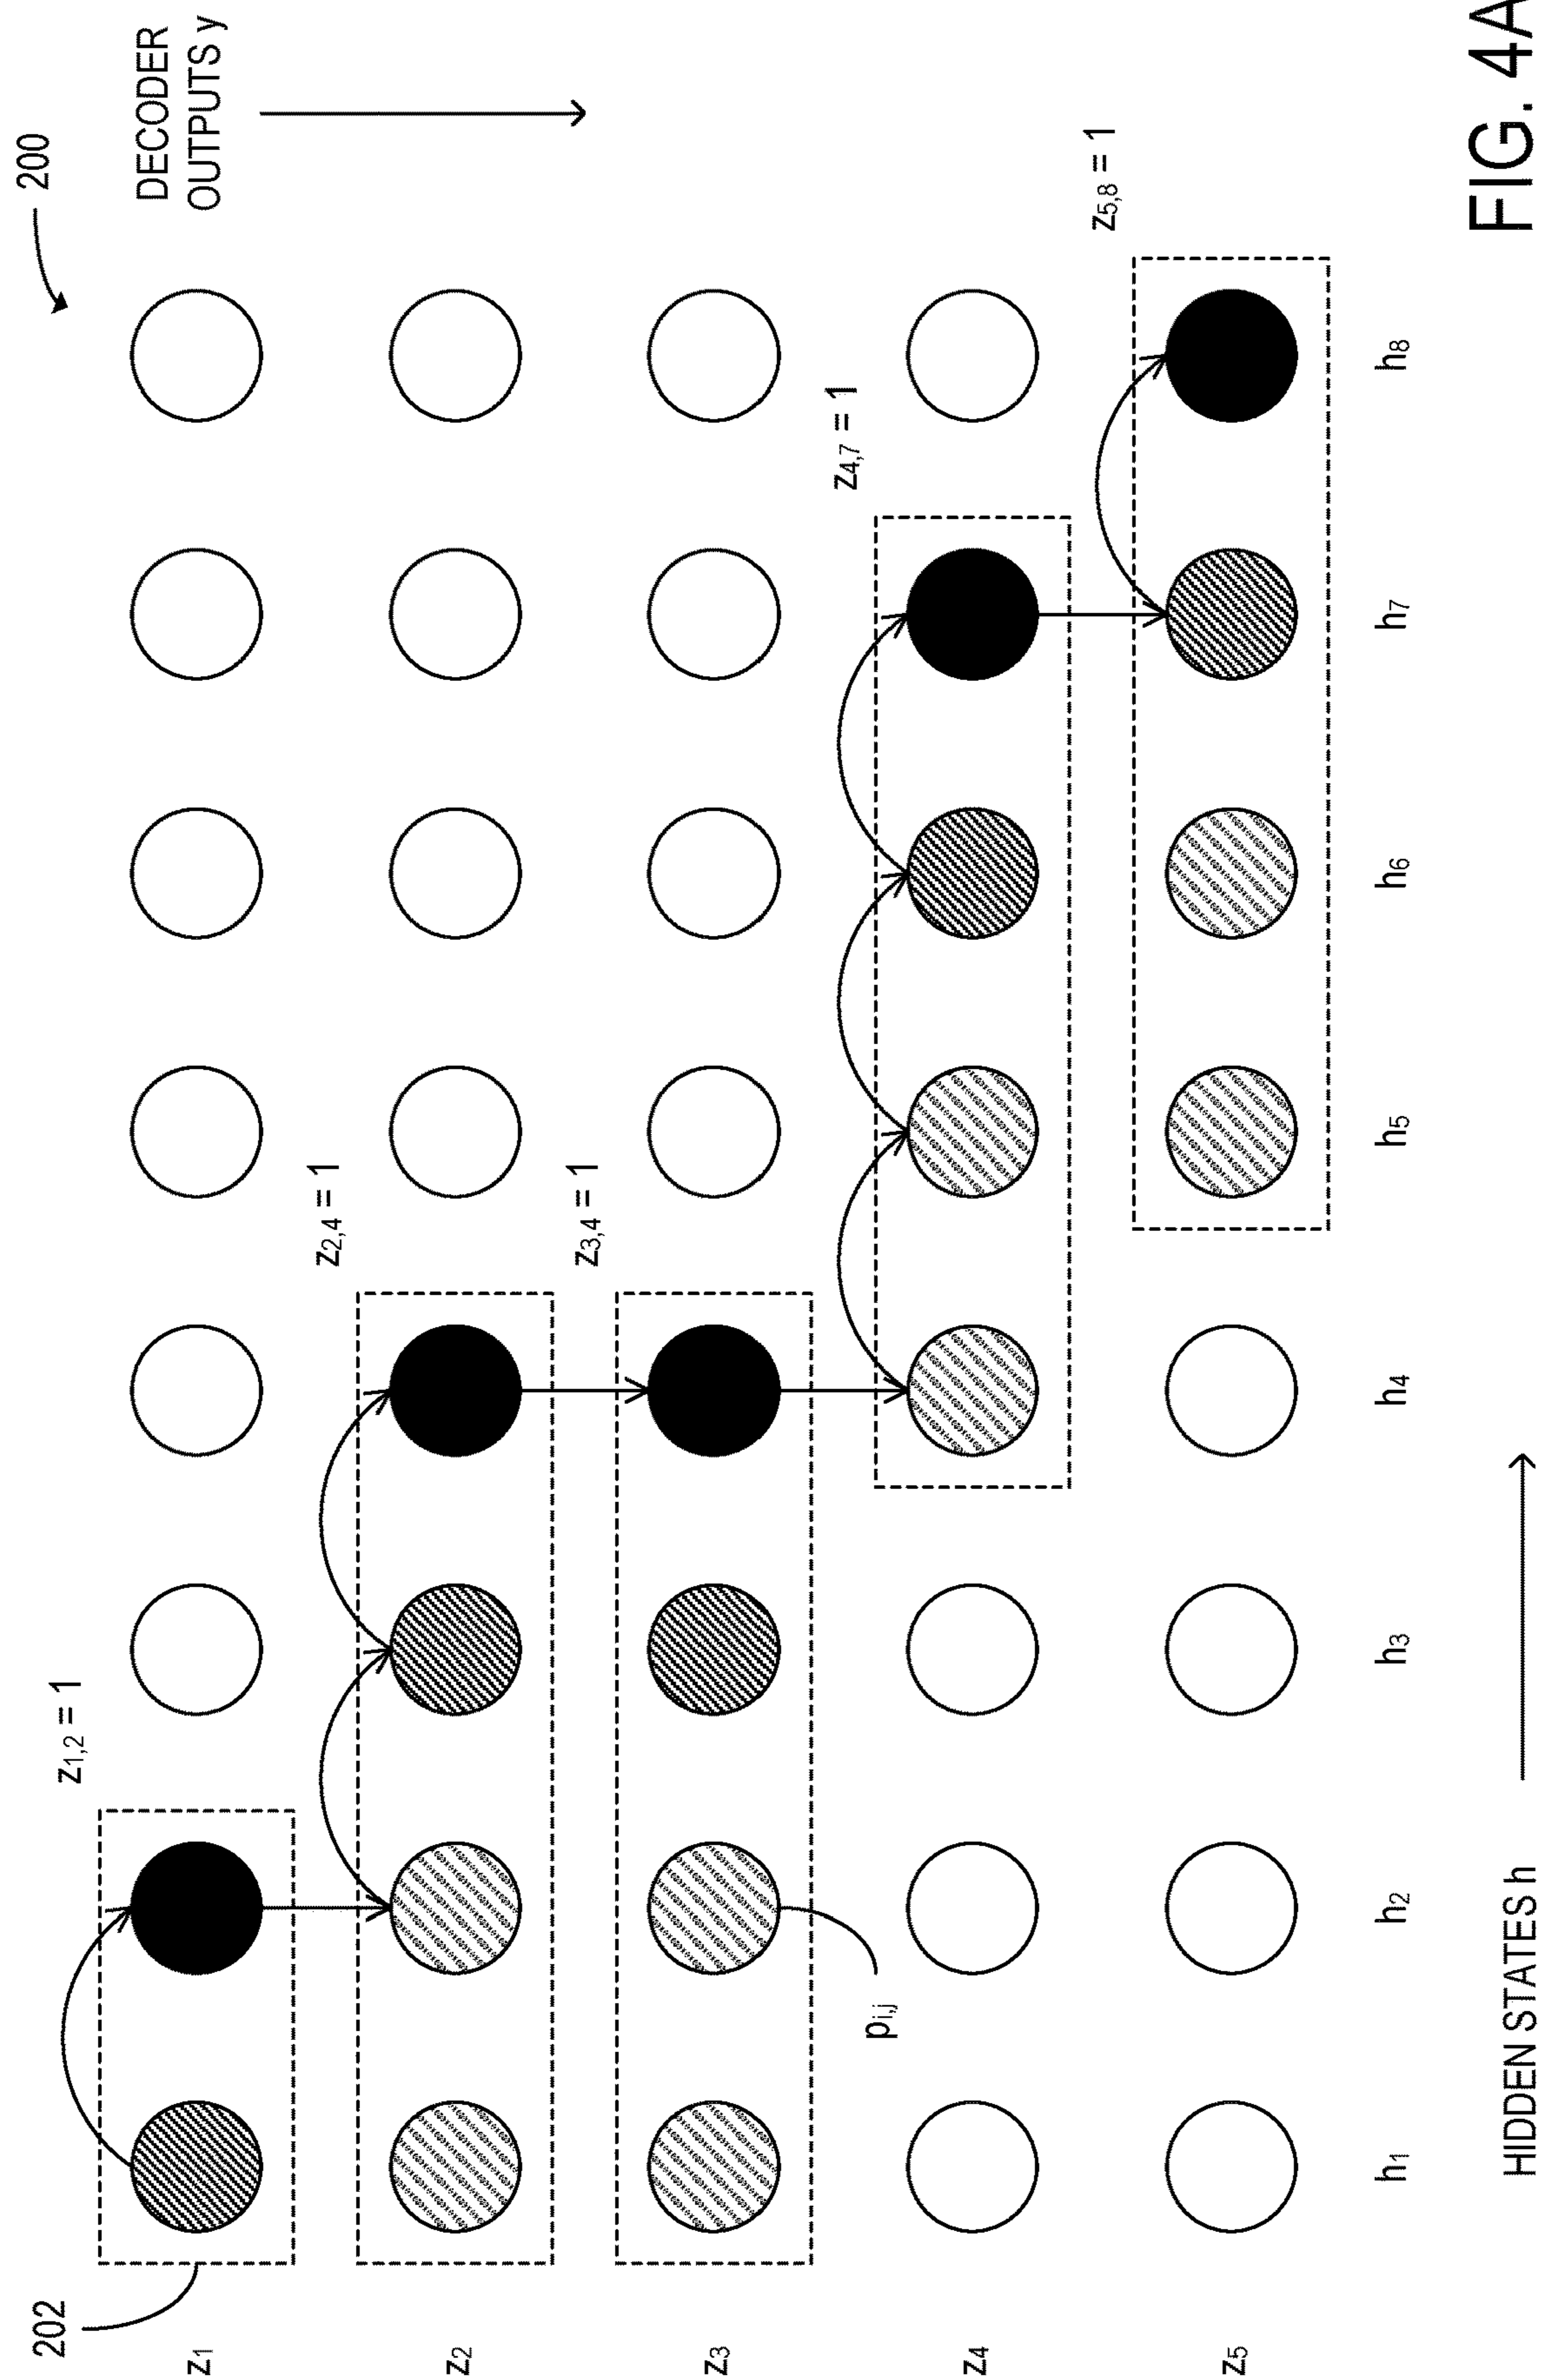 200
DECODER
OUTPUTS y
202
z1,2 = 1
z1
z2,4 = 1
z2
z3,4 = 1
z3
pi,j
z4,7 = 1
z4
z5,8 = 1
z5
h1 h2 h3 h4 h5 h6 h7 h8
HIDDEN STATES h
FIG. 4A